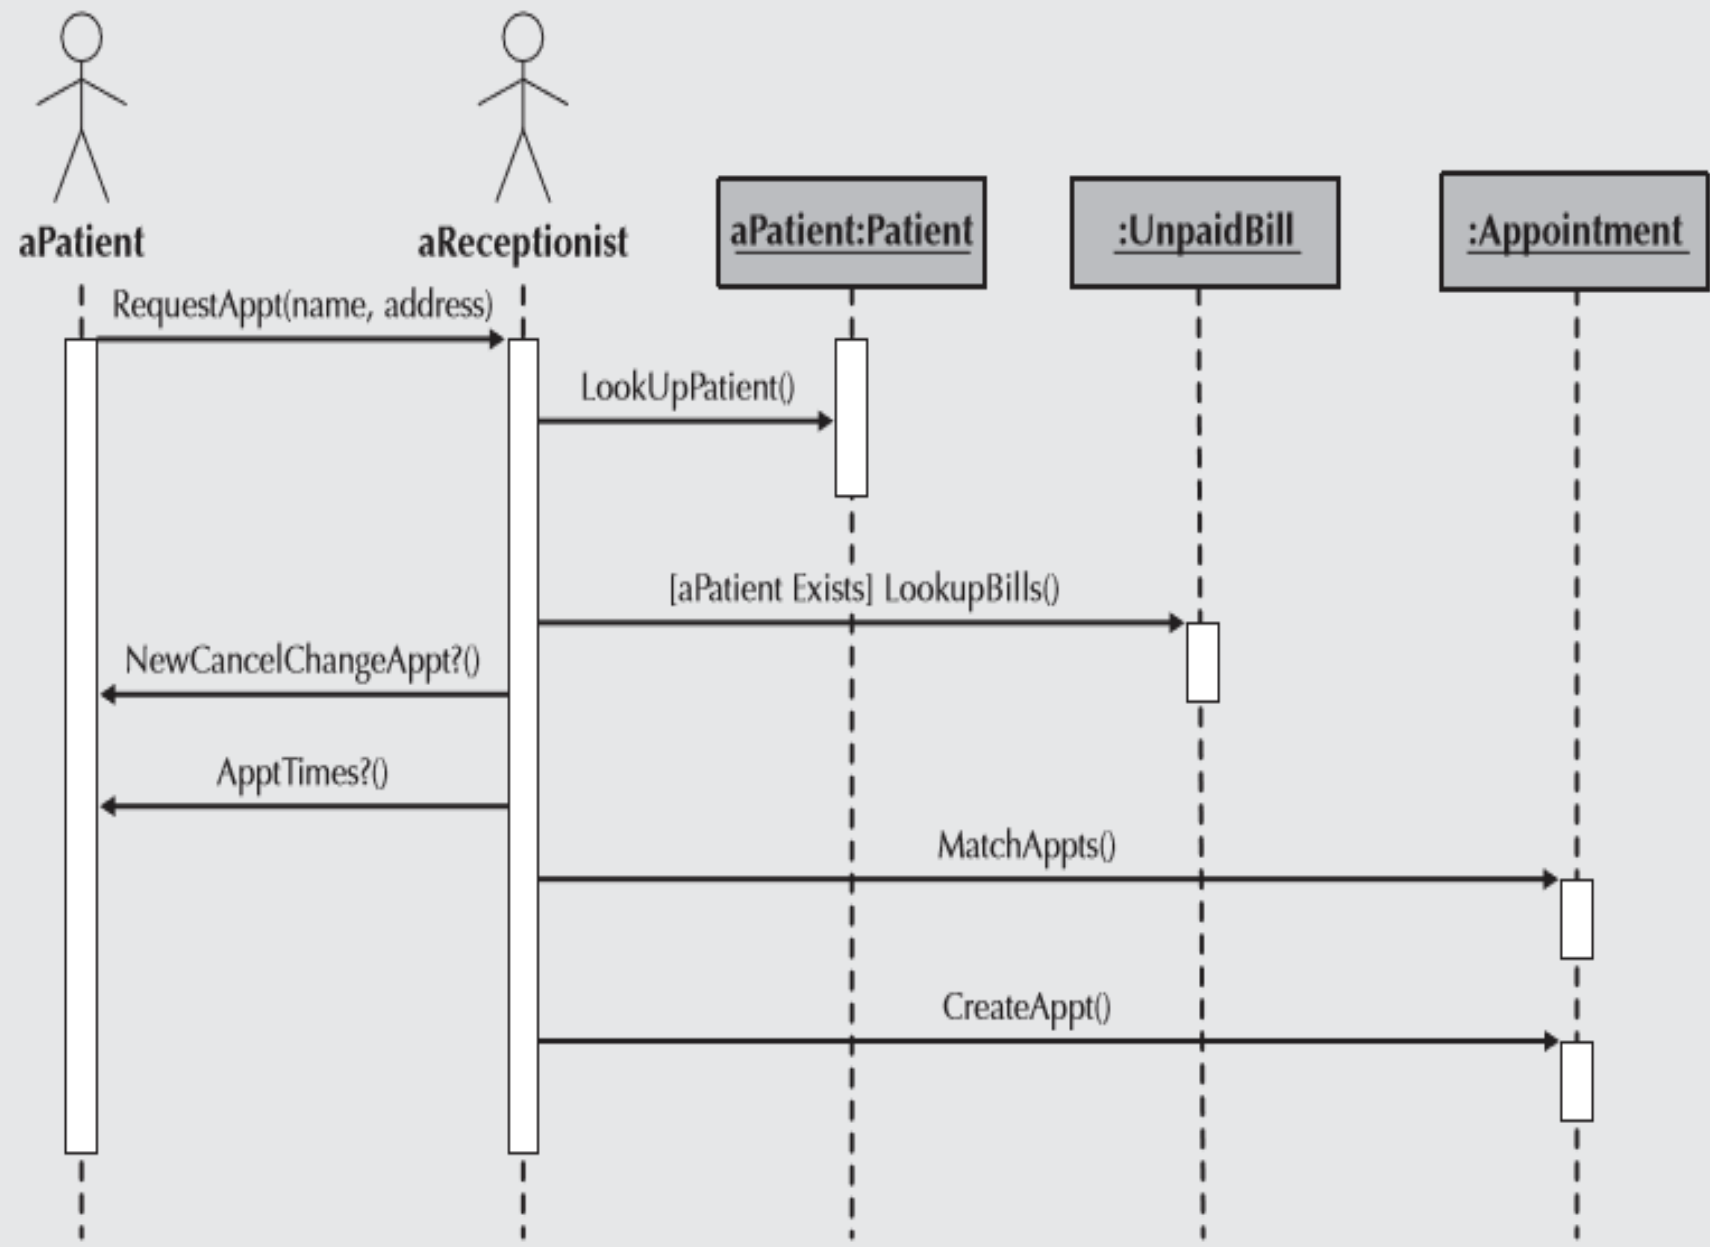 aPatient
aReceptionist
aPatient:Patient
:UnpaidBill
:Appointment
RequestAppt(name, address)
LookUpPatient()
[aPatient Exists] LookupBills()
NewCancelChangeAppt?()
ApptTimes?()
MatchAppts()
CreateAppt()